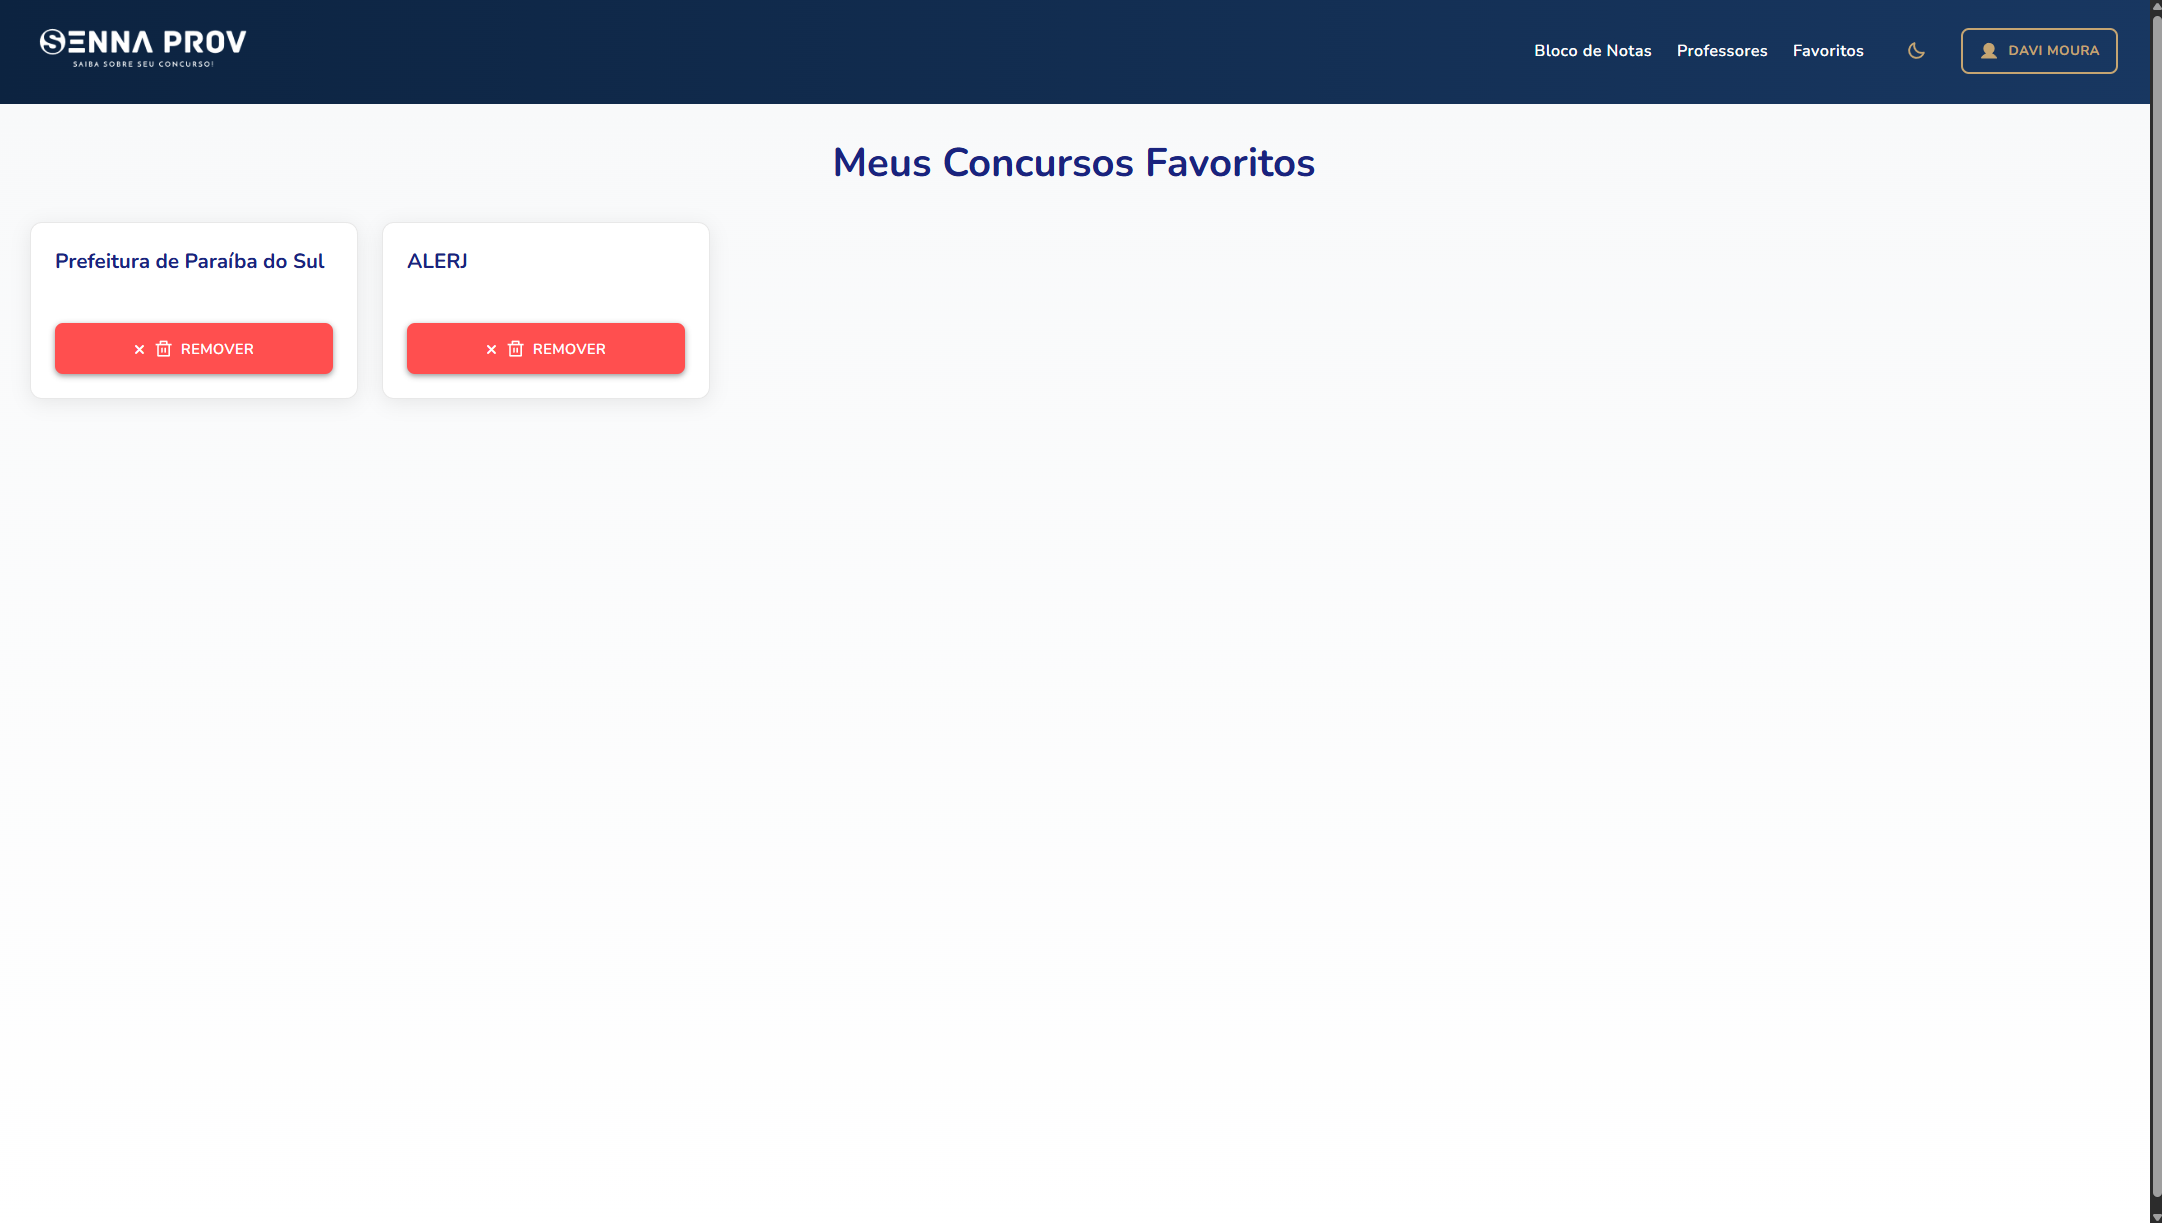 SENNA PROV
SAIBA SOBRE SEU CONCURSO!
Bloco de Notas
Professores
Favoritos
DAVI MOURA
Meus Concursos Favoritos
Prefeitura de Paraíba do Sul
REMOVER
ALERJ
REMOVER